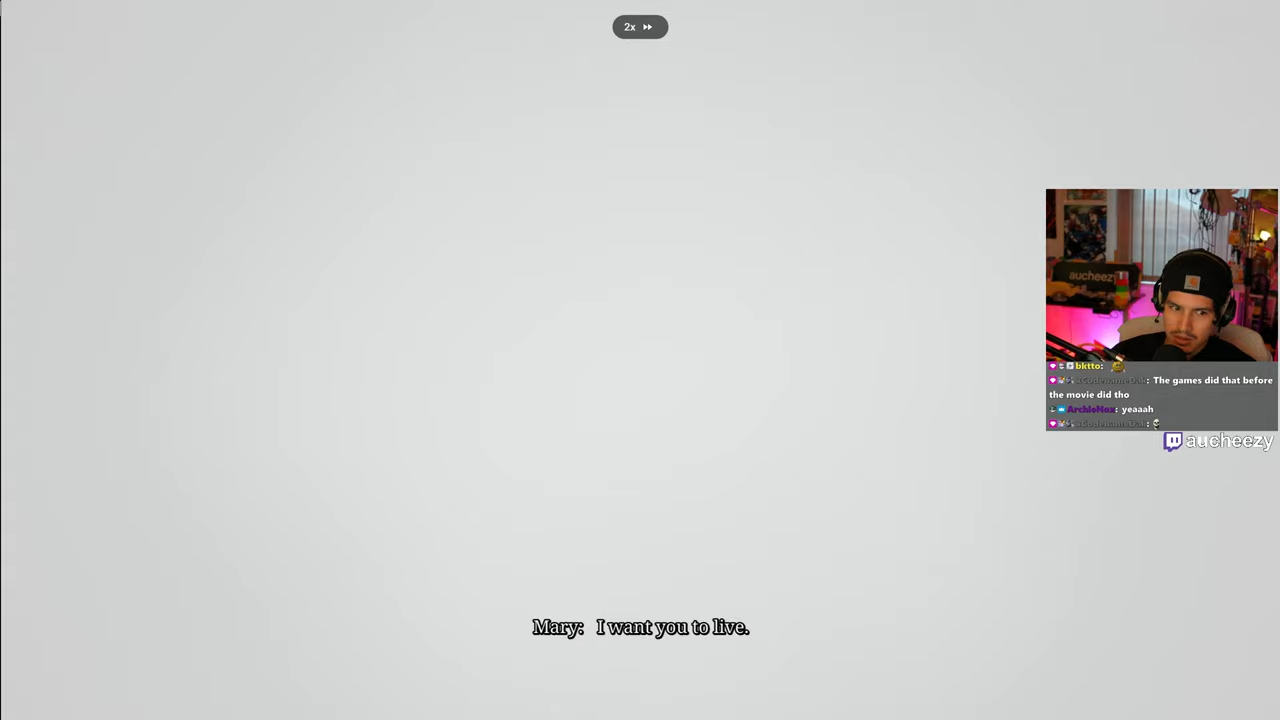 2x
aucheezy
bktto:
The games did that before
the movie did tho
ArchieNox: yeaaah
aucheezy
Mary: I want you to live.